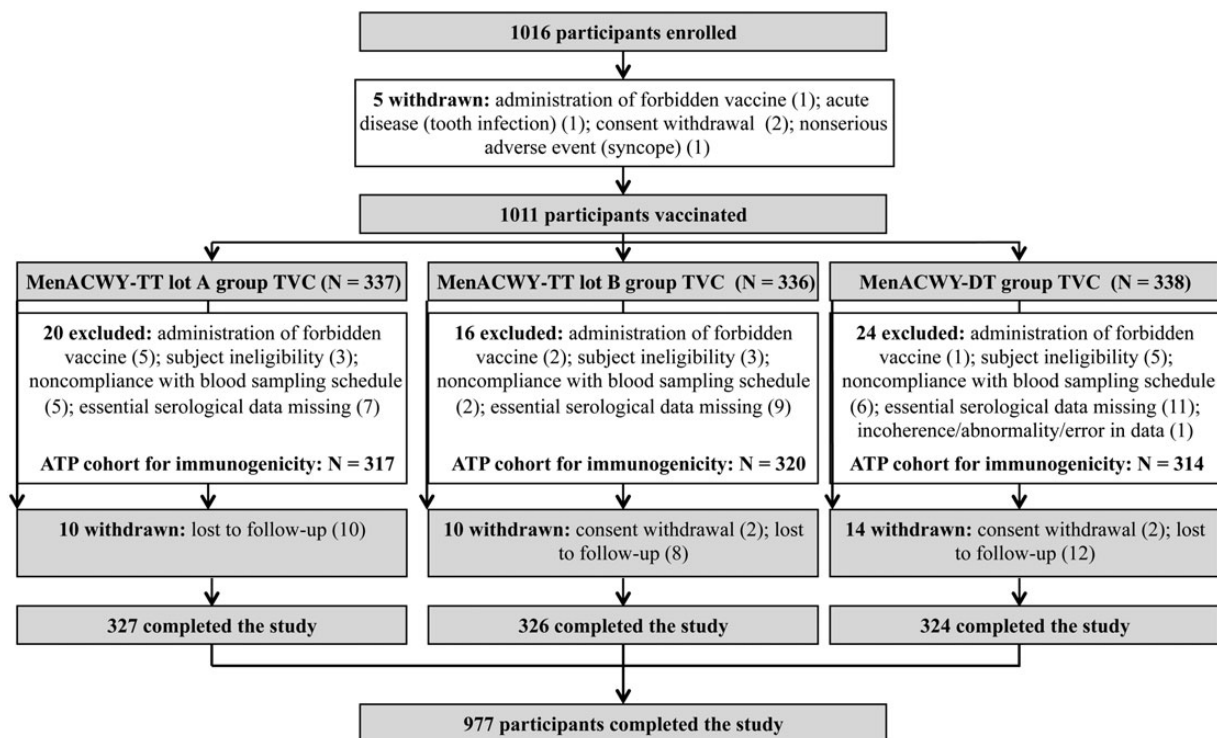 1016 participants enrolled
5 withdrawn: administration of forbidden vaccine (1); acute
disease (tooth infection) (1); consent withdrawal (2); nonserious
adverse event (syncope) (1)
1011 participants vaccinated
MenACWY-TT lot A group TVC (N = 337)
20 excluded: administration of forbidden
vaccine (5); subject ineligibility (3);
noncompliance with blood sampling schedule
(5); essential serological data missing (7)
ATP cohort for immunogenicity: N = 317
10 withdrawn: lost to follow-up (10)
327 completed the study
MenACWY-TT lot B group TVC (N = 336)
16 excluded: administration of forbidden
vaccine (2); subject ineligibility (3);
noncompliance with blood sampling schedule
(2); essential serological data missing (9)
ATP cohort for immunogenicity: N = 320
10 withdrawn: consent withdrawal (2); lost
to follow-up (8)
326 completed the study
MenACWY-DT group TVC (N = 338)
24 excluded: administration of forbidden
vaccine (1); subject ineligibility (5);
noncompliance with blood sampling schedule
(6); essential serological data missing (11);
incoherence/abnormality/error in data (1)
ATP cohort for immunogenicity: N = 314
14 withdrawn: consent withdrawal (2); lost
to follow-up (12)
324 completed the study
977 participants completed the study